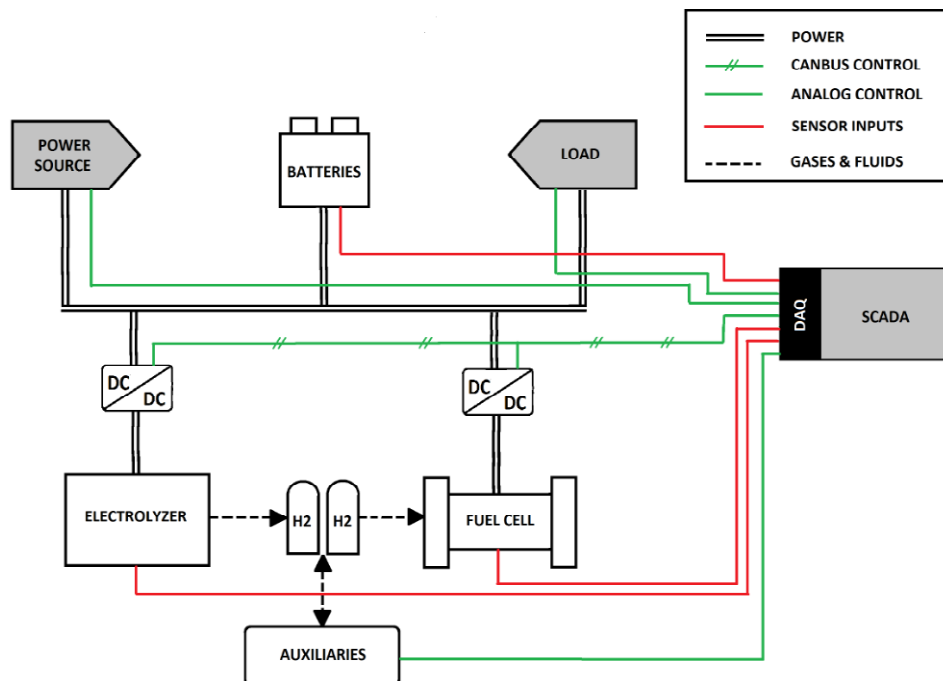 POWER
CANBUS CONTROL
ANALOG CONTROL
SENSOR INPUTS
GASES & FLUIDS
POWER
SOURCE
BATTERIES
LOAD
DAQ
SCADA
DC
DC
DC
DC
ELECTROLYZER
H2
H2
FUEL CELL
AUXILIARIES